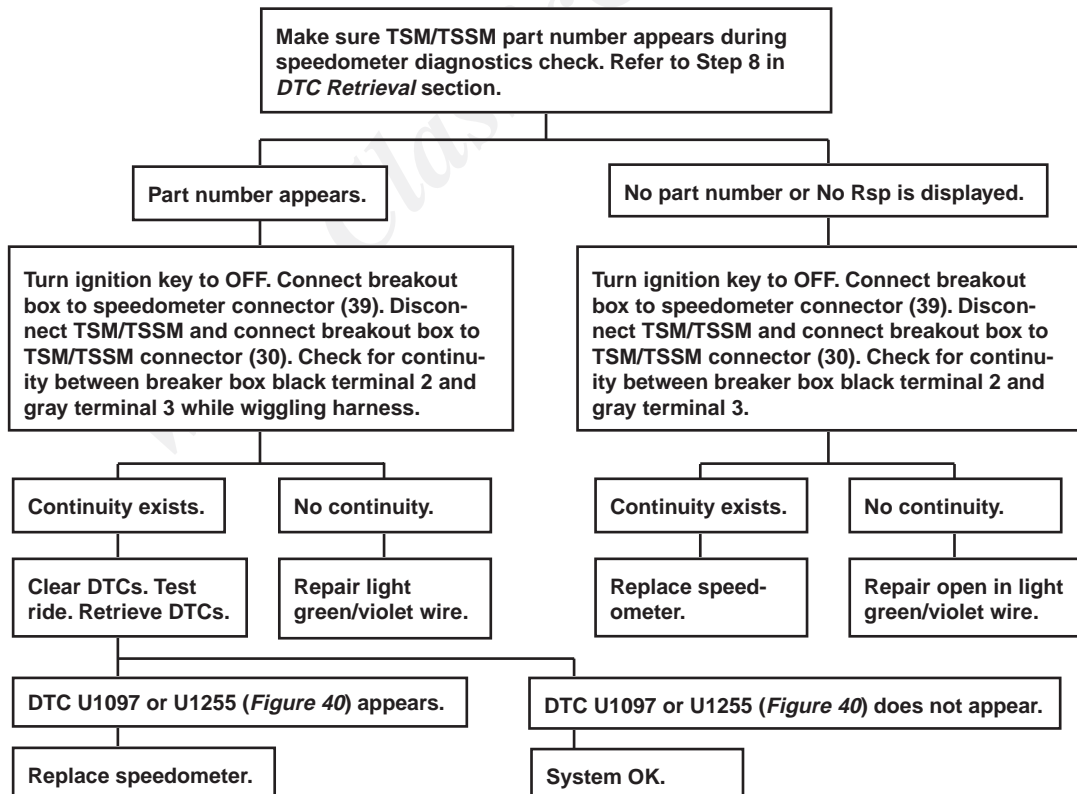 Make sure TSM/TSSM part number appears during
speedometer diagnostics check. Refer to Step 8 in
DTC Retrieval section.
Part number appears.
No part number or No Rsp is displayed.
Turn ignition key to OFF. Connect breakout
box to speedometer connector (39). Discon-
nect TSM/TSSM and connect breakout box to
TSM/TSSM connector (30). Check for continu-
ity between breaker box black terminal 2 and
gray terminal 3 while wiggling harness.
Turn ignition key to OFF. Connect breakout
box to speedometer connector (39). Discon-
nect TSM/TSSM and connect breakout box to
TSM/TSSM connector (30). Check for continu-
ity between breaker box black terminal 2 and
gray terminal 3.
Continuity exists.
No continuity.
Continuity exists.
No continuity.
Clear DTCs. Test
ride. Retrieve DTCs.
Repair light
green/violet wire.
Replace speed-
ometer.
Repair open in light
green/violet wire.
DTC U1097 or U1255 (Figure 40) appears.
DTC U1097 or U1255 (Figure 40) does not appear.
Replace speedometer.
System OK.